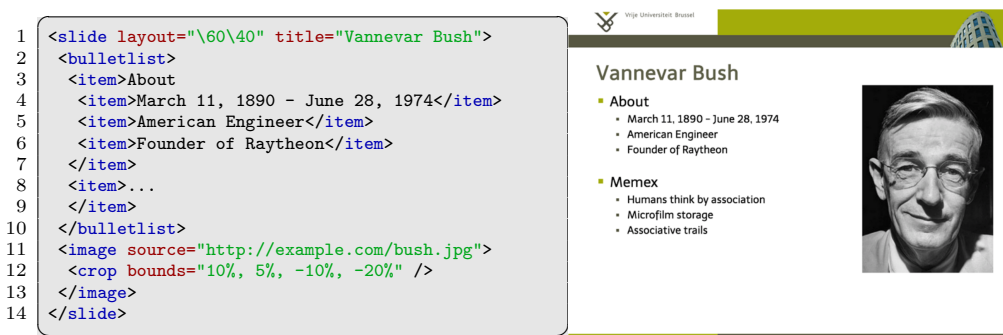 1 <slide layout="\60\40" title="Vannevar Bush">
2 <bulletlist>
3 <item>About
4 <item>March 11, 1890 - June 28, 1974</item>
5 <item>American Engineer</item>
6 <item>Founder of Raytheon</item>
7 </item>
8 <item>...
9 </item>
10 </bulletlist>
11 <image source="http://example.com/bush.jpg">
12 <crop bounds="10%, 5%, -10%, -20%" />
13 </image>
14 </slide>
Vrije Universiteit Brussel
Vannevar Bush
▪ About
▪ March 11, 1890 – June 28, 1974
▪ American Engineer
▪ Founder of Raytheon
▪ Memex
▪ Humans think by association
▪ Microfilm storage
▪ Associative trails